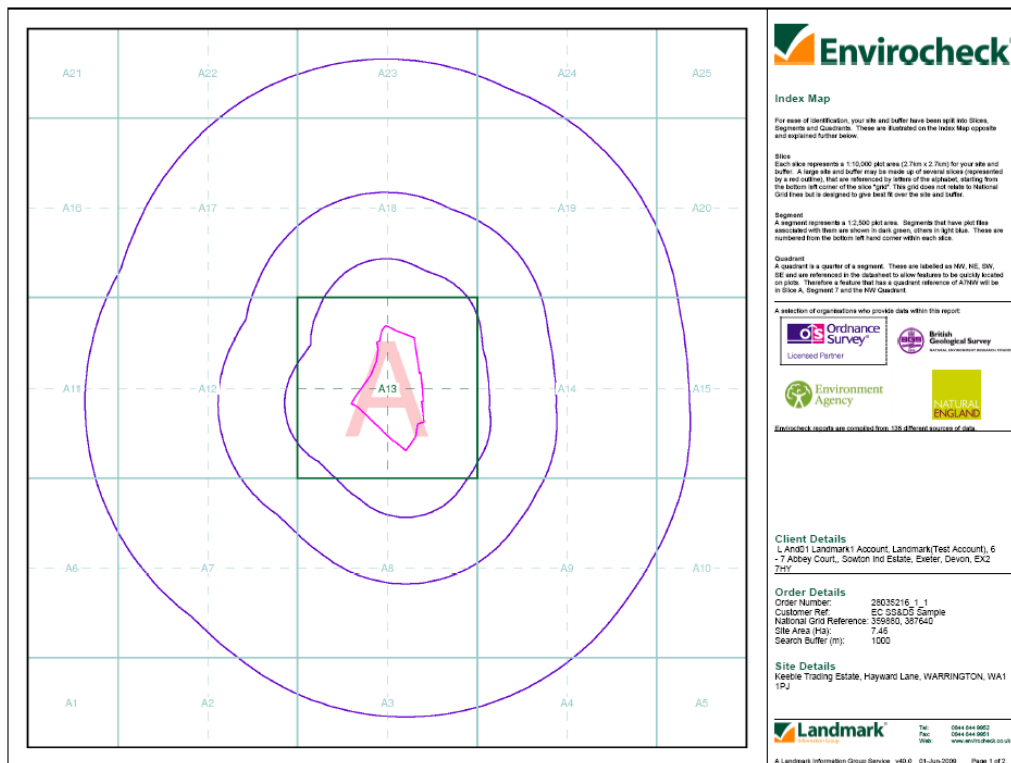 A21 A22 A23 A24 A25
A16 A17 A18 A19 A20
A11 A12 A13 A14 A15
A
A6 A7 A8 A9 A10
A1 A2 A3 A4 A5
Envirocheck®
Index Map
For ease of identification, your site and buffer have been split into Slices,
Segments and Quadrants. These are illustrated on the Index Map opposite
and explained further below.
Slice
Each slice represents a 1:10,000 plot area (2.7km x 2.7km) for your site and
buffer. A large site and buffer may be made up of several slices (represented
by a red outline), that are referenced by letters of the alphabet, starting from
the bottom left corner of the slice "grid". This grid does not relate to National
Grid lines but is designed to give best fit over the site and buffer.
Segment
A segment represents a 1:2,500 plot area. Segments that have plot files
associated with them are shown in dark green, others in light blue. These are
numbered from the bottom left hand corner within each slice.
Quadrant
A quadrant is a quarter of a segment. These are labelled as NW, NE, SW,
SE and are referenced in the datasheet to allow features to be quickly located
on plots. Therefore a feature that has a quadrant reference of A7NW will be
in Slice A, Segment 7 and the NW Quadrant.
A selection of organisations who provide data within this report:
OS Ordnance
Survey®
Licensed Partner
British
Geological Survey
NATURAL ENVIRONMENT RESEARCH COUNCIL
Environment
Agency
NATURAL
ENGLAND
Envirocheck reports are compiled from 136 different sources of data.
Client Details
L And01 Landmark1 Account, Landmark(Test Account), 6
- 7 Abbey Court,, Sowton Ind Estate, Exeter, Devon, EX2
7HY
Order Details
Order Number: 28035216_1_1
Customer Ref: EC SS&DS Sample
National Grid Reference: 359880, 387640
Site Area (Ha): 7.46
Search Buffer (m): 1000
Site Details
Keeble Trading Estate, Hayward Lane, WARRINGTON, WA1
1PJ
Landmark®
Information Group
Tel: 0844 844 9952
Fax: 0844 844 9951
Web: www.envirocheck.co.uk
A Landmark Information Group Service v40.0 01-Jun-2009 Page 1 of 2